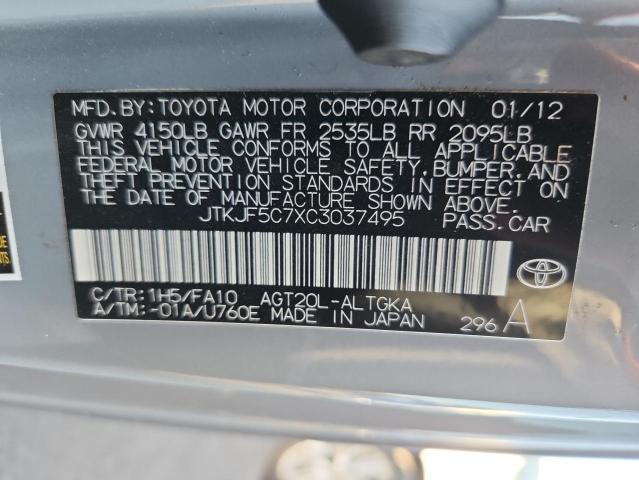 MFD.BY: TOYOTA MOTOR CORPORATION 01/12
GVWR 4150LB GAWR FR 2535LB RR 2095LB
THIS VEHICLE CONFORMS TO ALL APPLICABLE
FEDERAL MOTOR VEHICLE SAFETY, BUMPER, AND
THEFT PREVENTION STANDARDS IN EFFECT ON
THE DATE OF MANUFACTURE SHOWN ABOVE.
JTKJF5C7XC3037495 PASS.CAR
C/TR: 1H5/FA10 AGT20L-ALTGKA
A/TM: -01A/U760E MADE IN JAPAN 296 A